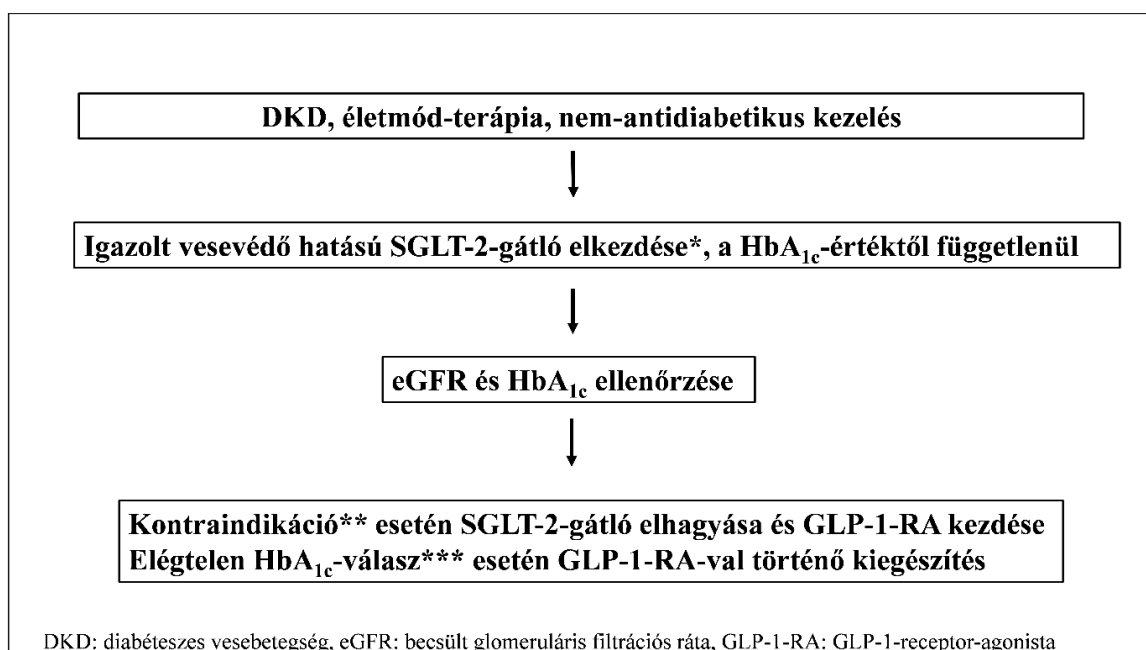 DKD, életmód-terápia, nem-antidiabetikus kezelés
Igazolt vesevédő hatású SGLT-2-gátló elkezdése*, a HbA1c-értéktől függetlenül
eGFR és HbA1c ellenőrzése
Kontraindikáció** esetén SGLT-2-gátló elhagyása és GLP-1-RA kezdése
Elégtelen HbA1c-válasz*** esetén GLP-1-RA-val történő kiegészítés
DKD: diabéteszes vesebetegség, eGFR: becsült glomeruláris filtrációs ráta, GLP-1-RA: GLP-1-receptor-agonista